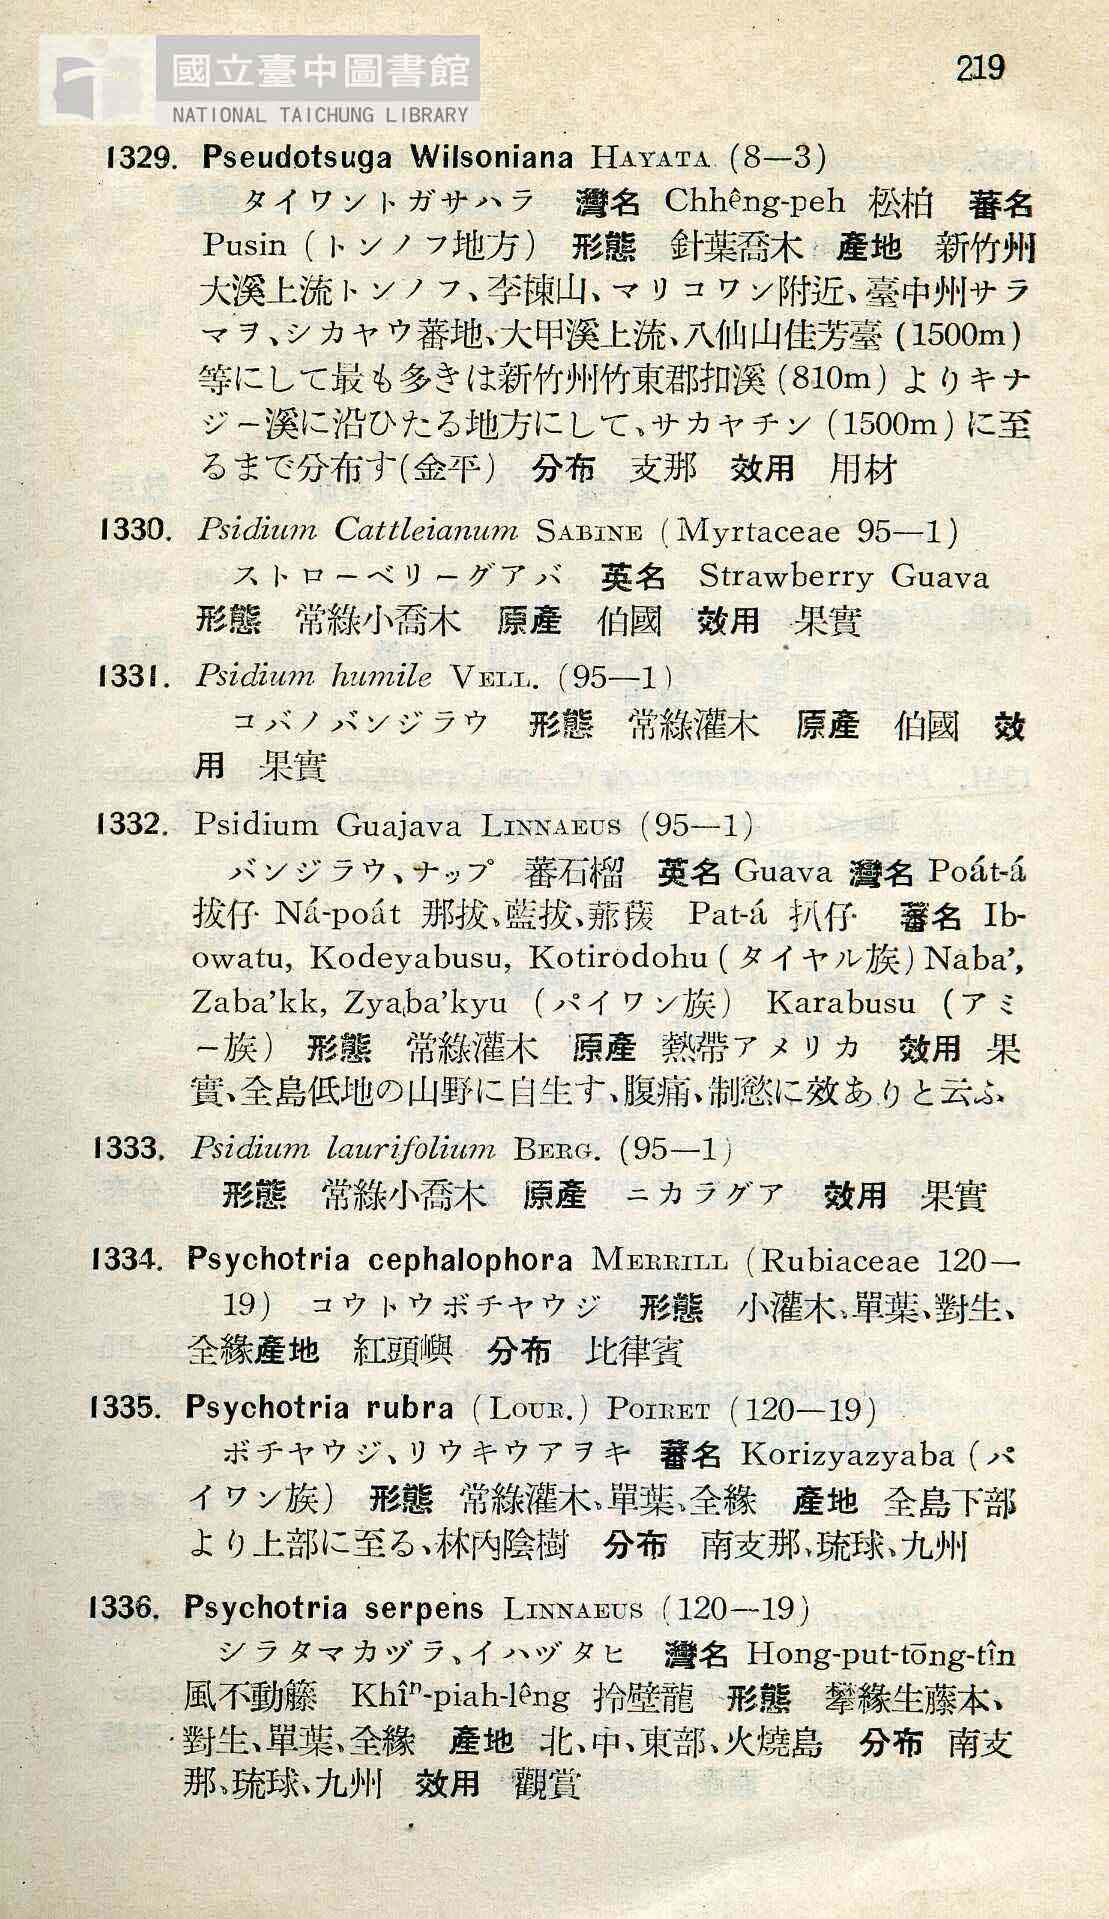 國立臺中圖書館
NATIONAL TAICHUNG LIBRARY
219
1329. Pseudotsuga Wilsoniana HAYATA (8—3)
タイワントガサハラ 灣名 Chhêng-peh 松柏 蕃名
Pusin (トンノフ地方) 形態 針葉喬木 產地 新竹州
大溪上流トンノフ、李棟山、マリコワン附近、臺中州サラ
マヲ、シカヤウ蕃地、大甲溪上流、八仙山佳芳臺 (1500m)
等にして最も多きは新竹州竹東郡扣溪 (810m) よりキナ
ジー溪に沿ひたる地方にして、サカヤチン (1500m) に至
るまで分布す(金平) 分布 支那 效用 用材
1330. Psidium Cattleianum SABINE (Myrtaceae 95—1)
ストローベリーグアバ 英名 Strawberry Guava
形態 常綠小喬木 原產 伯國 效用 果實
1331. Psidium humile VELL. (95—1)
コバノバンジラウ 形態 常綠灌木 原產 伯國 效
用 果實
1332. Psidium Guajava LINNAEUS (95—1)
バンジラウ、ナップ 蕃石榴 英名 Guava 灣名 Poát-á
拔仔 Ná-poát 那拔、藍拔、𦯉茇 Pat-á 扒仔 蕃名 Ib-
owatu, Kodeyabusu, Kotirodohu (タイヤル族) Naba’,
Zaba’kk, Zyaba’kyu (パイワン族) Karabusu (アミ
ー族) 形態 常綠灌木 原產 熱帶アメリカ 效用 果
實、全島低地の山野に自生す、腹痛、制慾に效ありと云ふ、
1333. Psidium laurifolium BERG. (95—1)
形態 常綠小喬木 原產 ニカラグア 效用 果實
1334. Psychotria cephalophora MERRILL (Rubiaceae 120—
19) コウトウボチヤウジ 形態 小灌木、單葉、對生、
全緣產地 紅頭嶼 分布 比律賓
1335. Psychotria rubra (LOUR.) POIRET (120—19)
ボチヤウジ、リウキウアヲキ 蕃名 Korizyazyaba (パ
イワン族) 形態 常綠灌木、單葉、全緣 產地 全島下部
より上部に至る、林內陰樹 分布 南支那、琉球、九州
1336. Psychotria serpens LINNAEUS (120—19)
シラタマカヅラ、イハヅタヒ 灣名 Hong-put-tōng-tîn
風不動籐 Khîⁿ-piah-lêng 拎壁龍 形態 攀緣生藤本、
對生、單葉、全緣 產地 北、中、東部、火燒島 分布 南支
那、琉球、九州 效用 觀賞